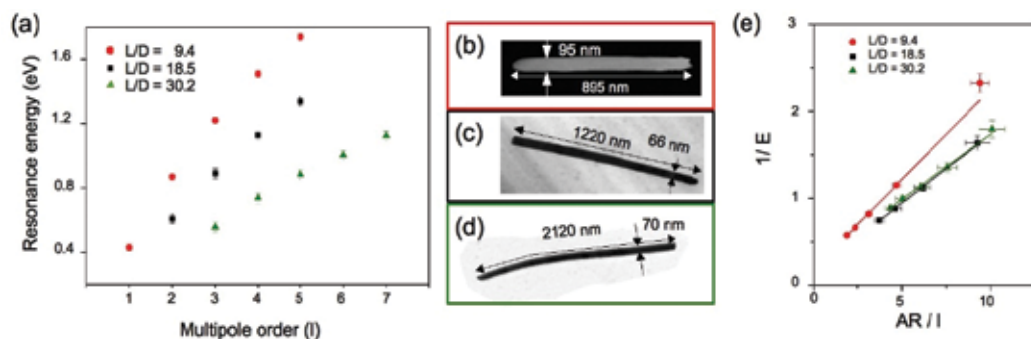 (a)
L/D = 9.4
L/D = 18.5
L/D = 30.2
1.6
1.2
0.8
0.4
Resonance energy (eV)
1 2 3 4 5 6 7
Multipole order (l)
(b)
95 nm
895 nm
(c)
1220 nm
66 nm
(d)
2120 nm
70 nm
(e)
L/D = 9.4
L/D = 18.5
L/D = 30.2
3
2
1
0
1/ E
0 5 10
AR / l